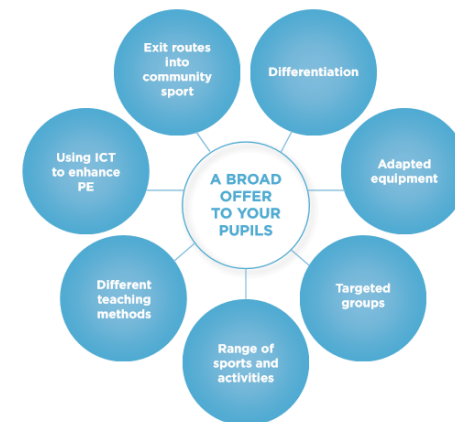 Exit routes
into
community
sport
Differentiation
Using ICT
to enhance
PE
A BROAD
OFFER
TO YOUR
PUPILS
Adapted
equipment
Different
teaching
methods
Targeted
groups
Range of
sports and
activities